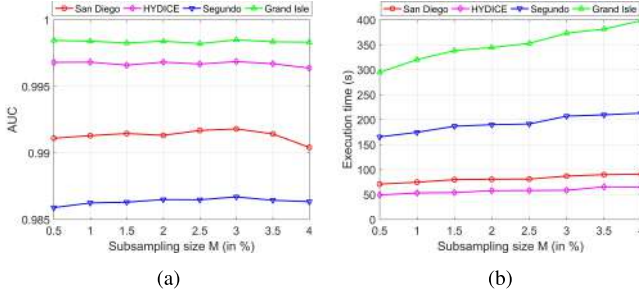 San Diego HYDICE Segundo Grand Isle
1
0.995
0.99
0.985
AUC
0.5 1 1.5 2 2.5 3 3.5 4
Subsampling size M (in %)
(a)
San Diego HYDICE Segundo Grand Isle
400
350
300
250
200
150
100
50
0
Execution time (s)
0.5 1 1.5 2 2.5 3 3.5 4
Subsampling size M (in %)
(b)